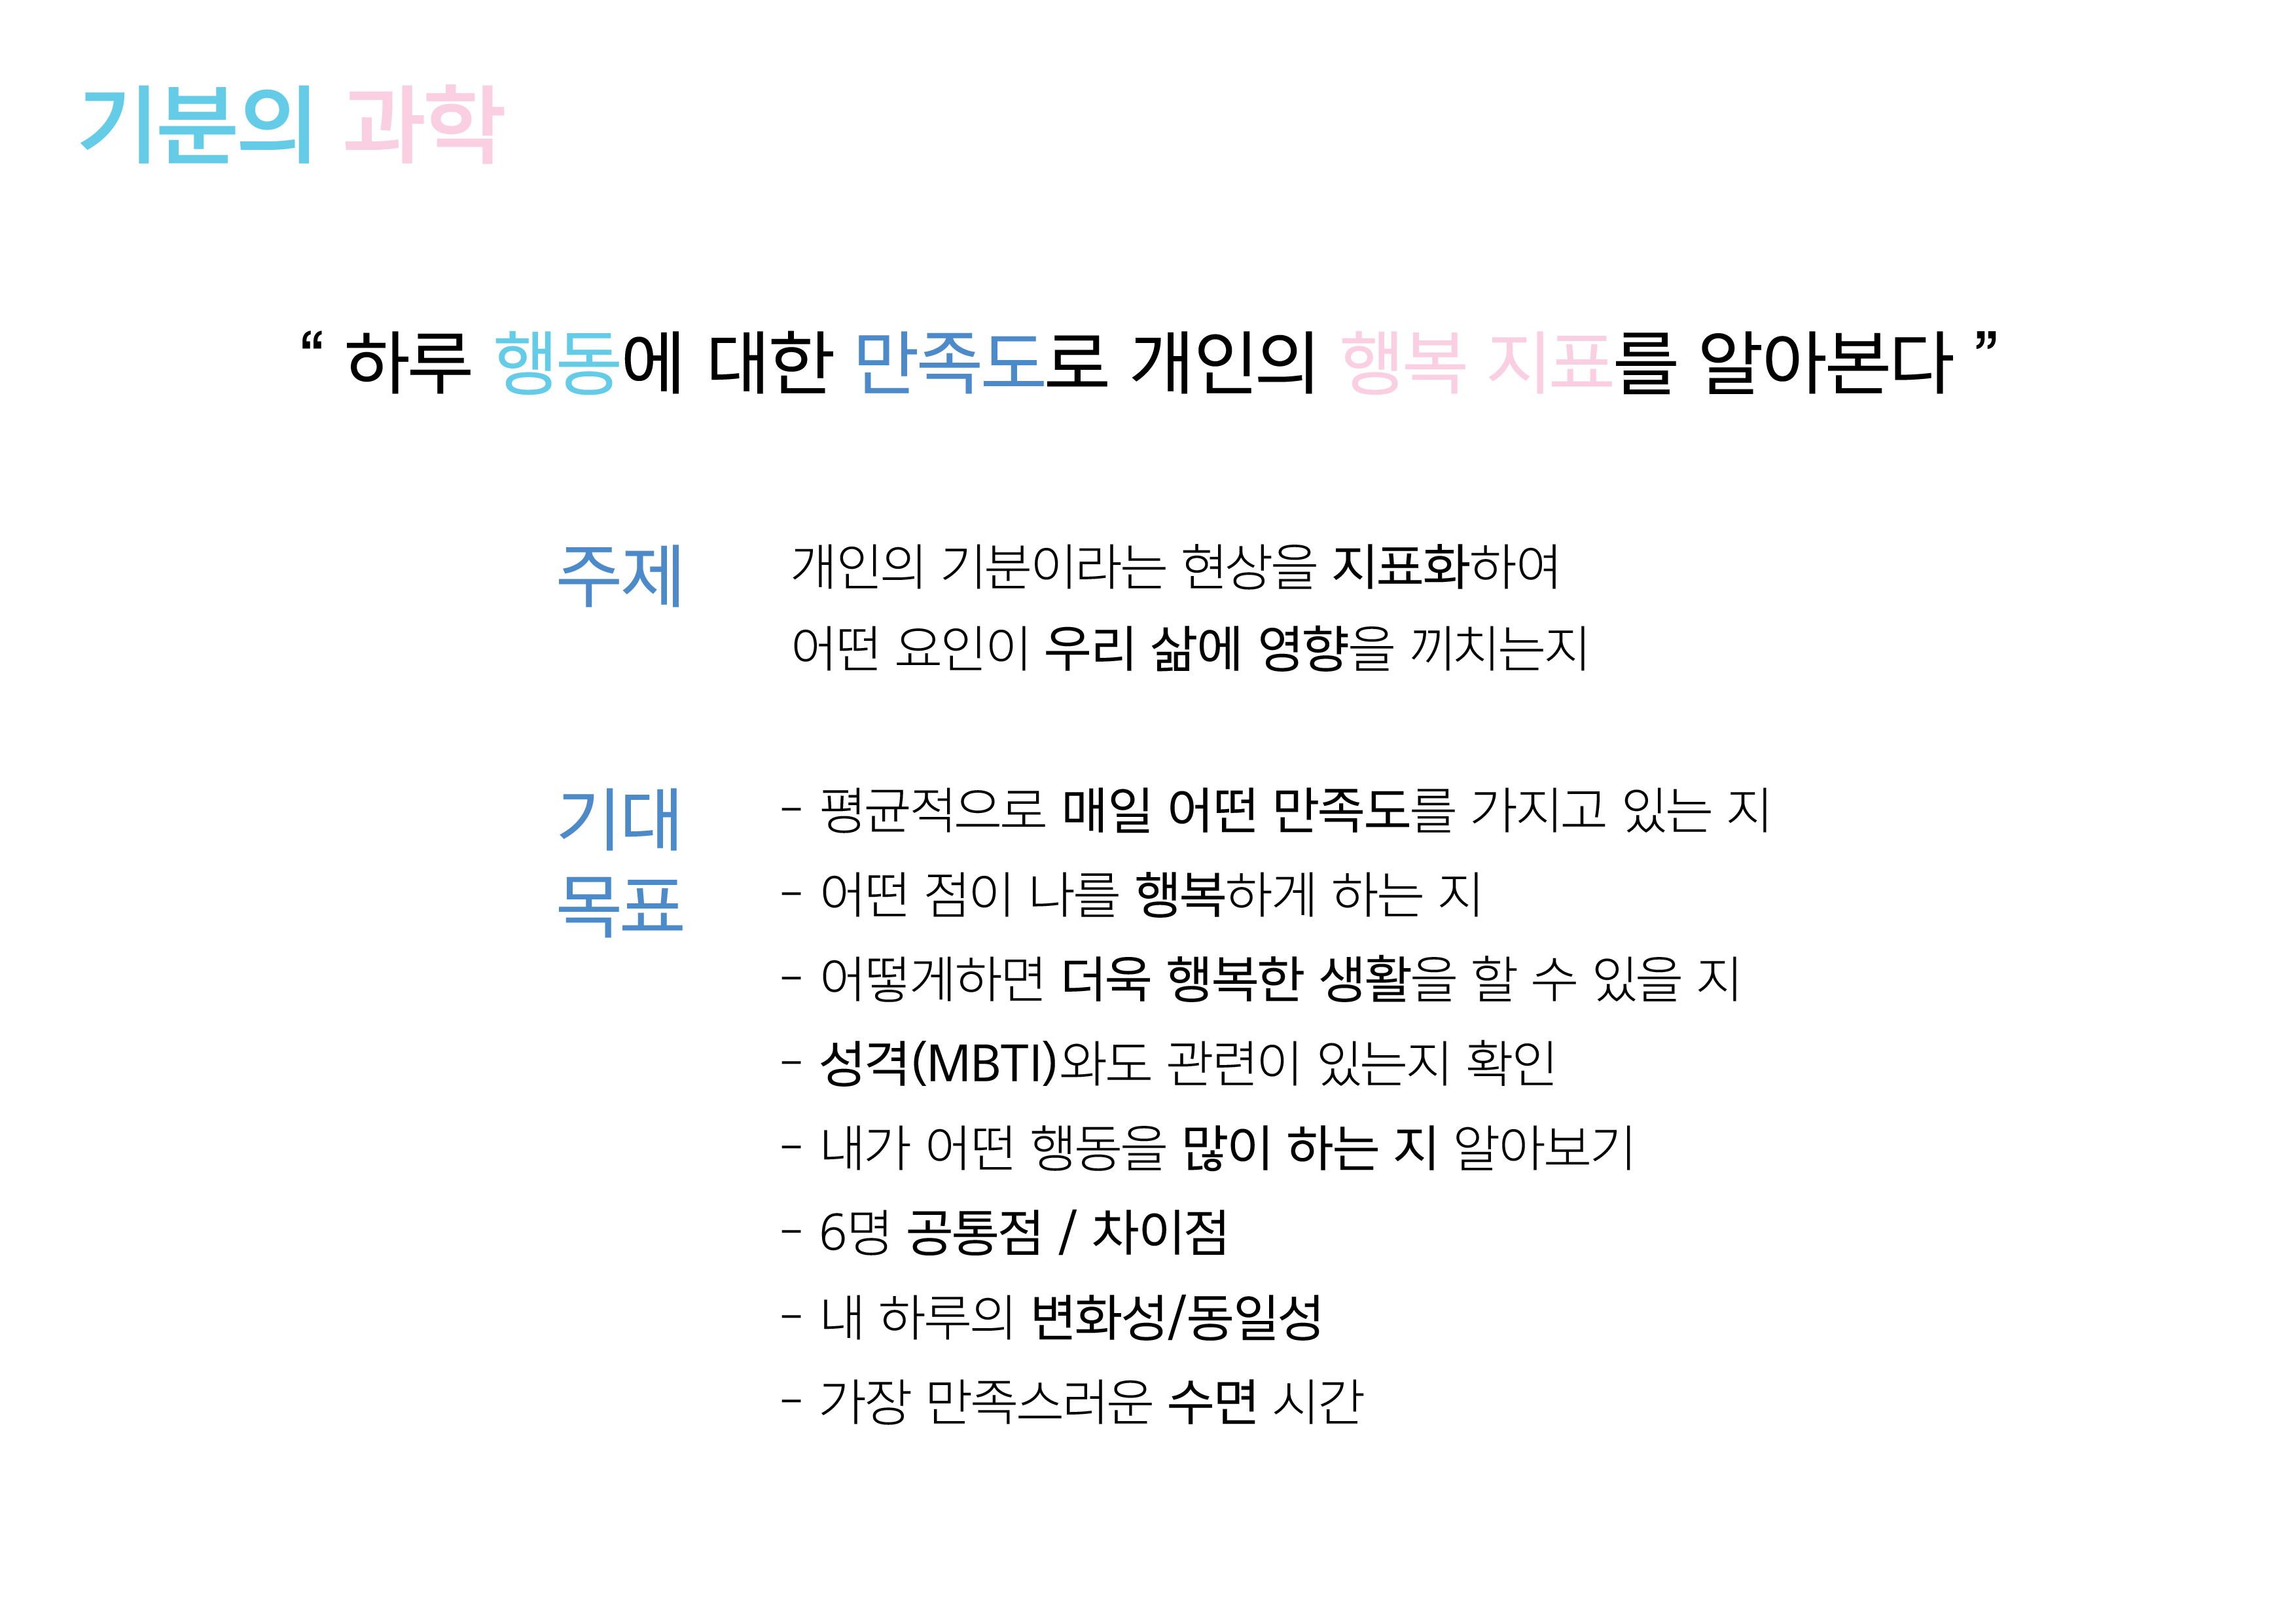 기분의 과학
“ 하루 행동에 대한 만족도로 개인의 행복 지표를 알아본다 ”
주제
개인의 기분이라는 현상을 지표화하여
어떤 요인이 우리 삶에 영향을 끼치는지
기대
목표
- 평균적으로 매일 어떤 만족도를 가지고 있는 지
- 어떤 점이 나를 행복하게 하는 지
- 어떻게하면 더욱 행복한 생활을 할 수 있을 지
- 성격(MBTI)와도 관련이 있는지 확인
- 내가 어떤 행동을 많이 하는 지 알아보기
- 6명 공통점 / 차이점
- 내 하루의 변화성/동일성
- 가장 만족스러운 수면 시간